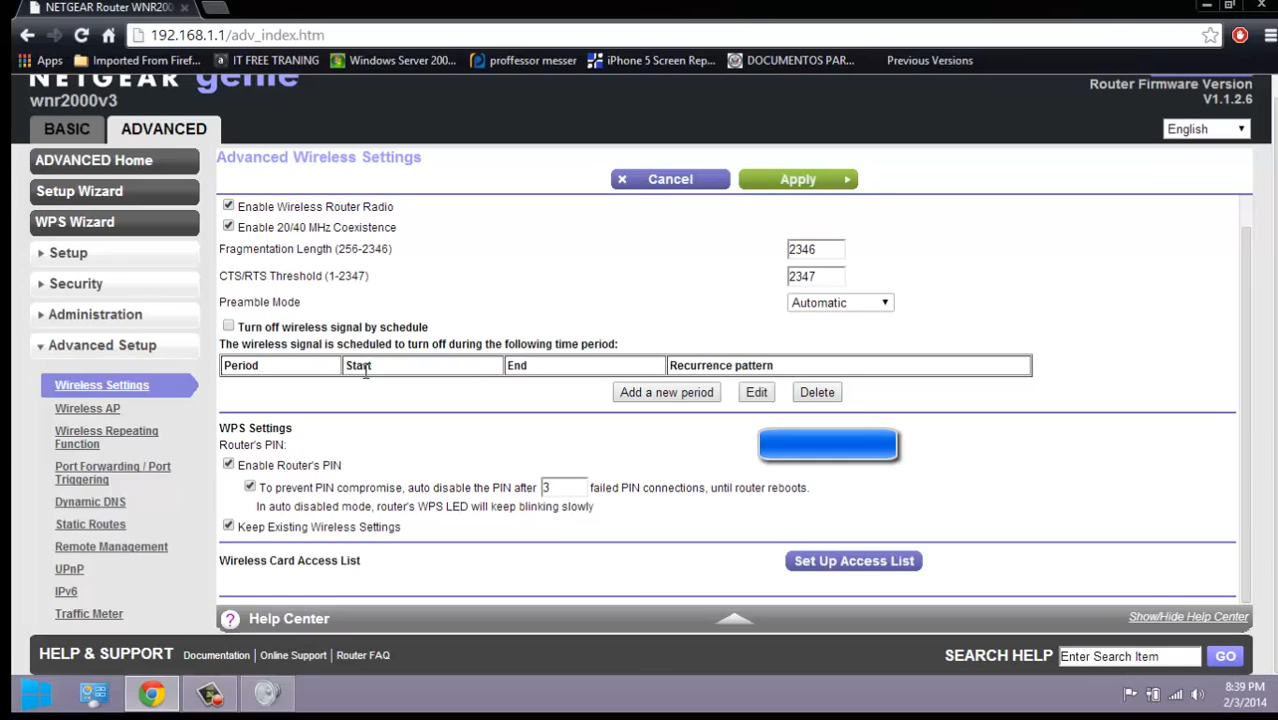 NETGEAR Router WNR200
192.168.1.1/adv_index.htm
Apps Imported From Firef... IT FREE TRANING Windows Server 200... proffessor messer iPhone 5 Screen Rep... DOCUMENTOS PAR... Previous Versions
NETGEAR genie
wnr2000v3
Router Firmware Version
V1.1.2.6
BASIC ADVANCED
English
ADVANCED Home
Setup Wizard
WPS Wizard
Setup
Security
Administration
Advanced Setup
Wireless Settings
Wireless AP
Wireless Repeating
Function
Port Forwarding / Port
Triggering
Dynamic DNS
Static Routes
Remote Management
UPnP
IPv6
Traffic Meter
Advanced Wireless Settings
Cancel Apply
Enable Wireless Router Radio
Enable 20/40 MHz Coexistence
Fragmentation Length (256-2346) 2346
CTS/RTS Threshold (1-2347) 2347
Preamble Mode Automatic
Turn off wireless signal by schedule
The wireless signal is scheduled to turn off during the following time period:
Period Start End Recurrence pattern
Add a new period Edit Delete
WPS Settings
Router's PIN:
Enable Router's PIN
To prevent PIN compromise, auto disable the PIN after 3 failed PIN connections, until router reboots.
In auto disabled mode, router's WPS LED will keep blinking slowly
Keep Existing Wireless Settings
Wireless Card Access List Set Up Access List
? Help Center Show/Hide Help Center
HELP & SUPPORT Documentation | Online Support | Router FAQ SEARCH HELP Enter Search Item GO
8:39 PM
2/3/2014